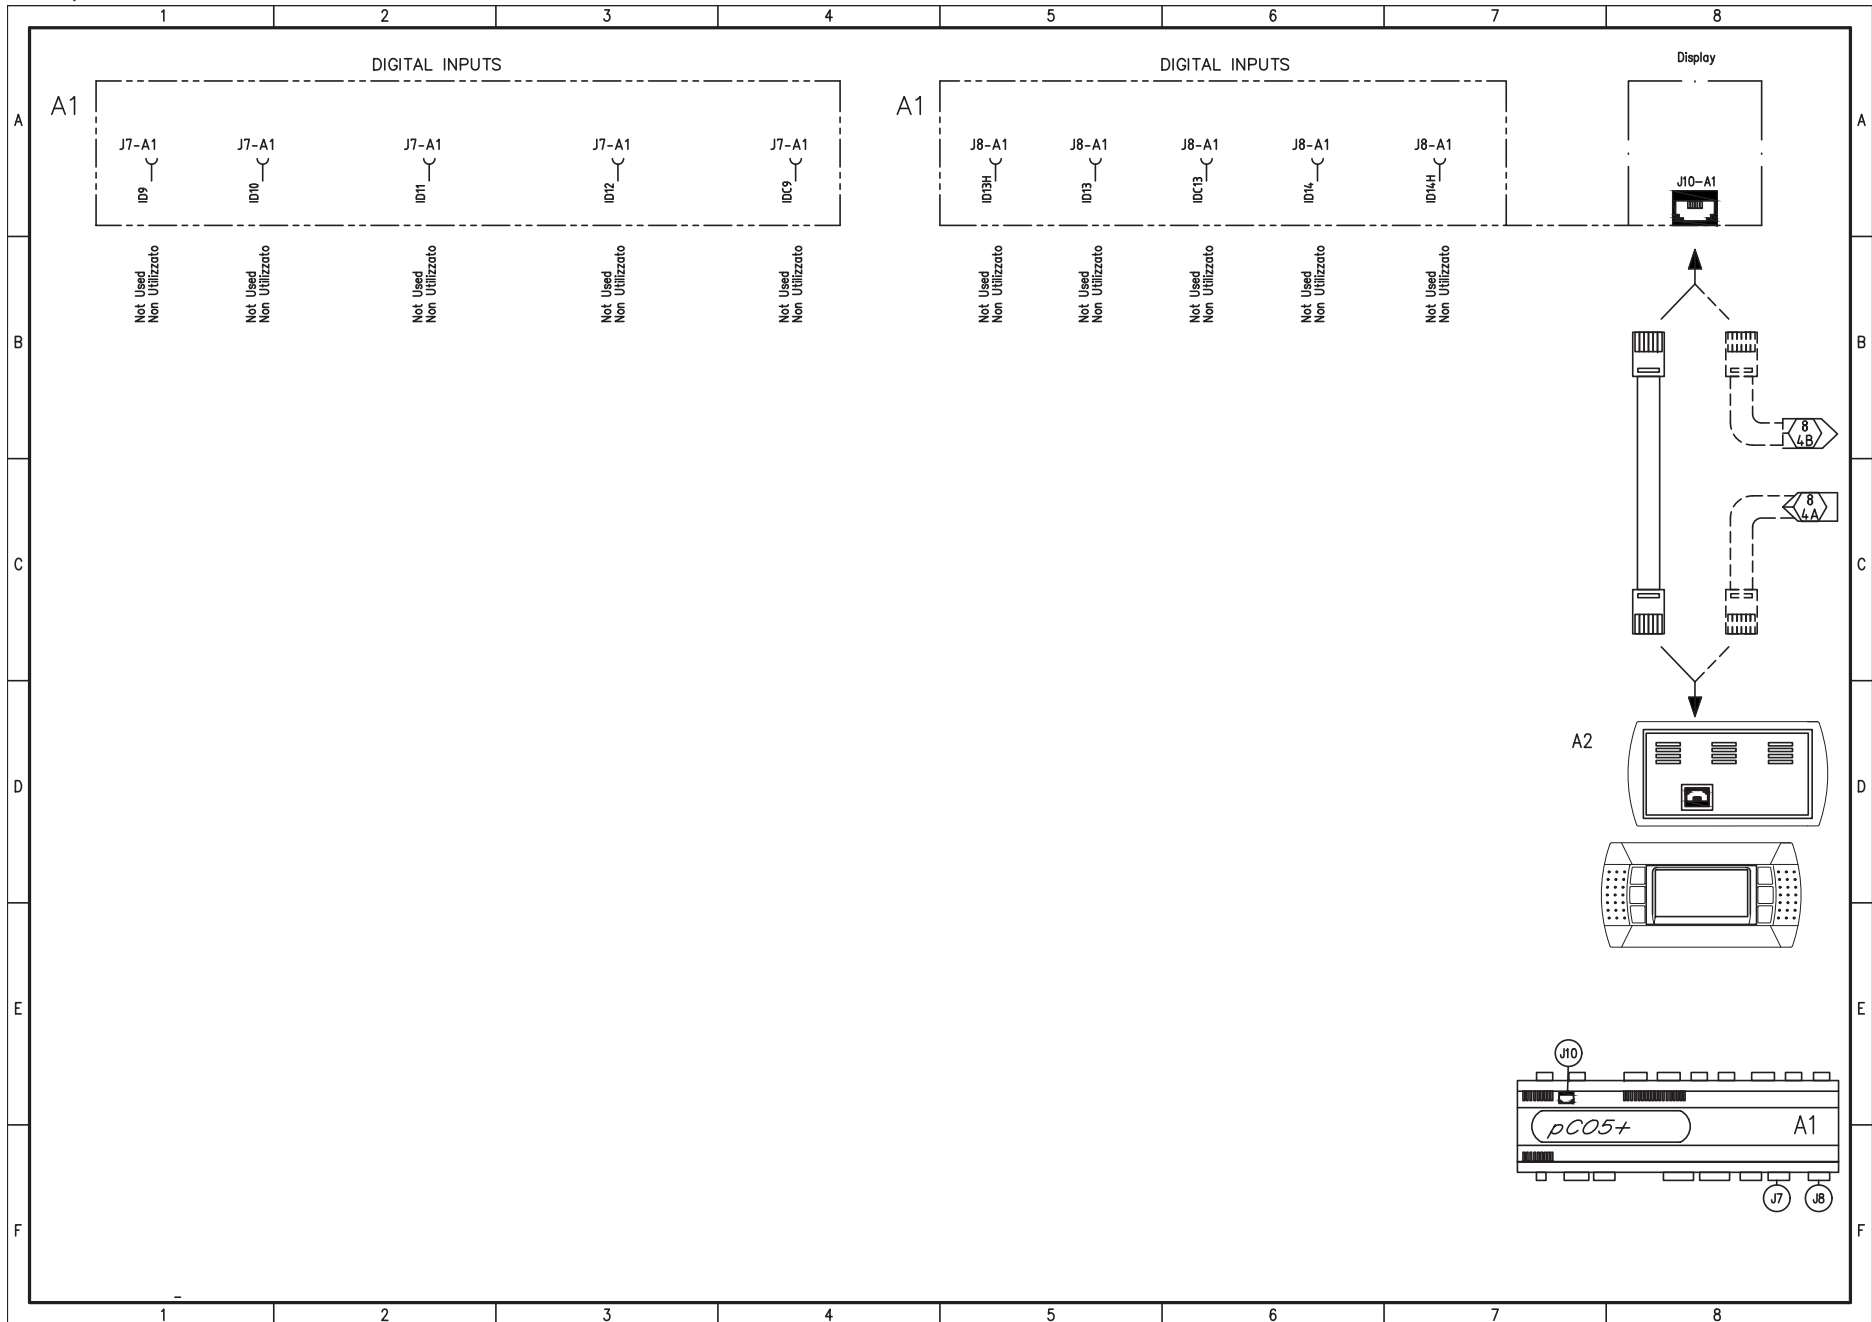 1 2 3 4 5 6 7 8
DIGITAL INPUTS
DIGITAL INPUTS
Display
A
A1
A1
A
J7-A1 J7-A1 J7-A1 J7-A1 J7-A1
J8-A1 J8-A1 J8-A1 J8-A1 J8-A1
J10-A1
ID9
ID10
ID11
ID12
IDC9
ID13H
ID13
IDC13
ID14
ID14H
Not Used
Non Utilizzato
Not Used
Non Utilizzato
Not Used
Non Utilizzato
Not Used
Non Utilizzato
Not Used
Non Utilizzato
Not Used
Non Utilizzato
Not Used
Non Utilizzato
Not Used
Non Utilizzato
Not Used
Non Utilizzato
Not Used
Non Utilizzato
B
B
8
4B
8
4A
C
C
A2
D
D
E
E
J10
pCO5+
A1
J7
J8
F
F
1 2 3 4 5 6 7 8